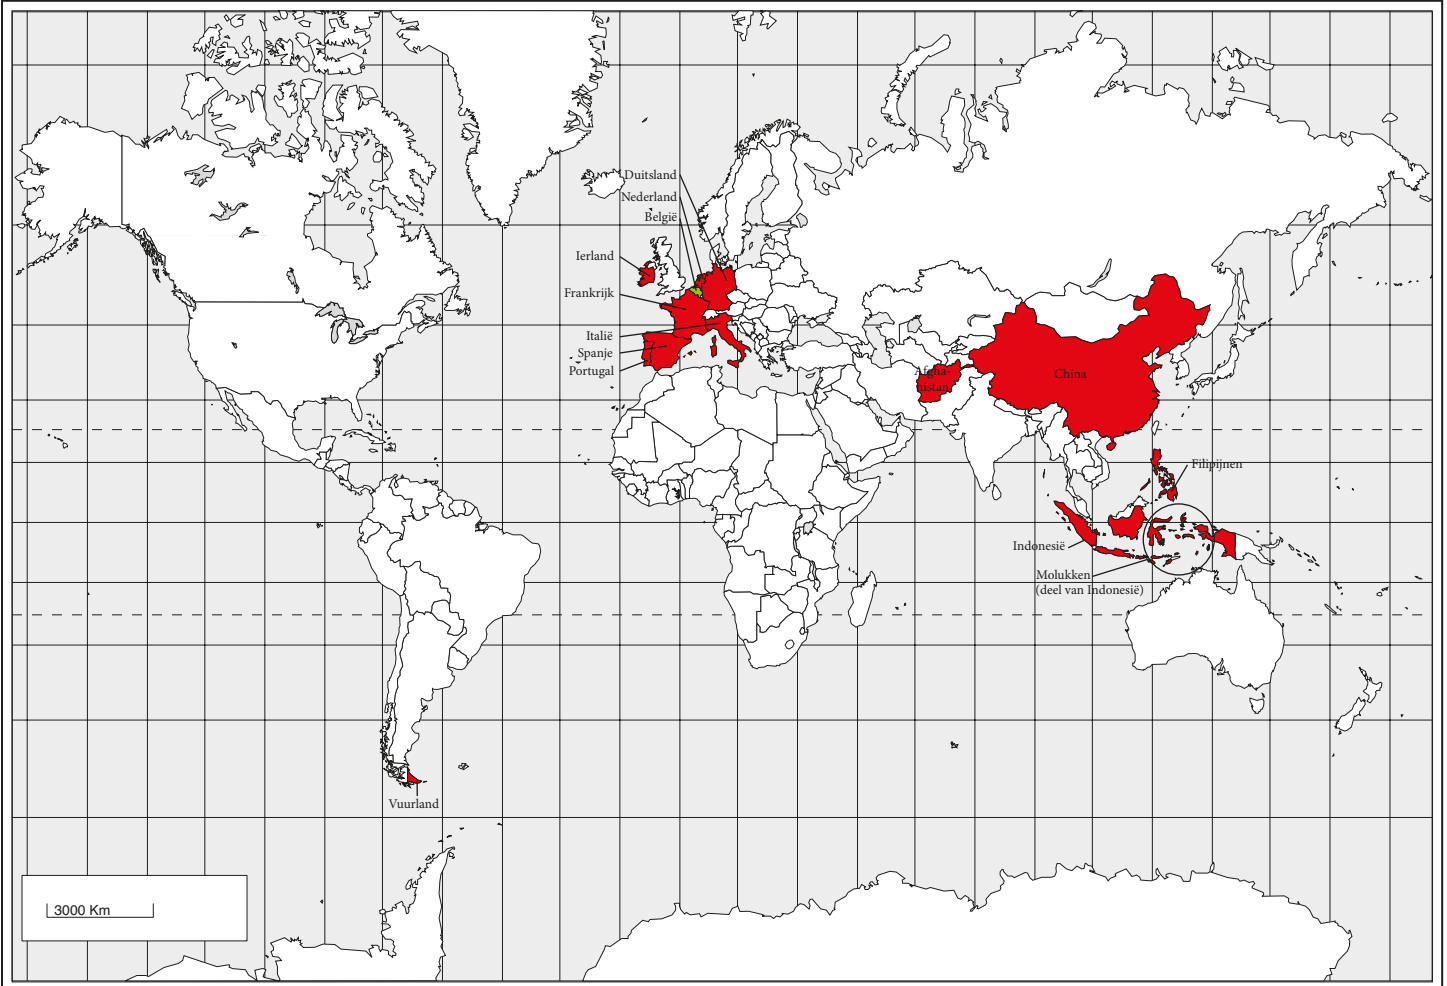 Duitsland
Nederland
België
Ierland
Frankrijk
Italië
Spanje
Portugal
Afgha-
nistan
China
Filipijnen
Indonesië
Molukken
(deel van Indonesië)
Vuurland
3000 Km